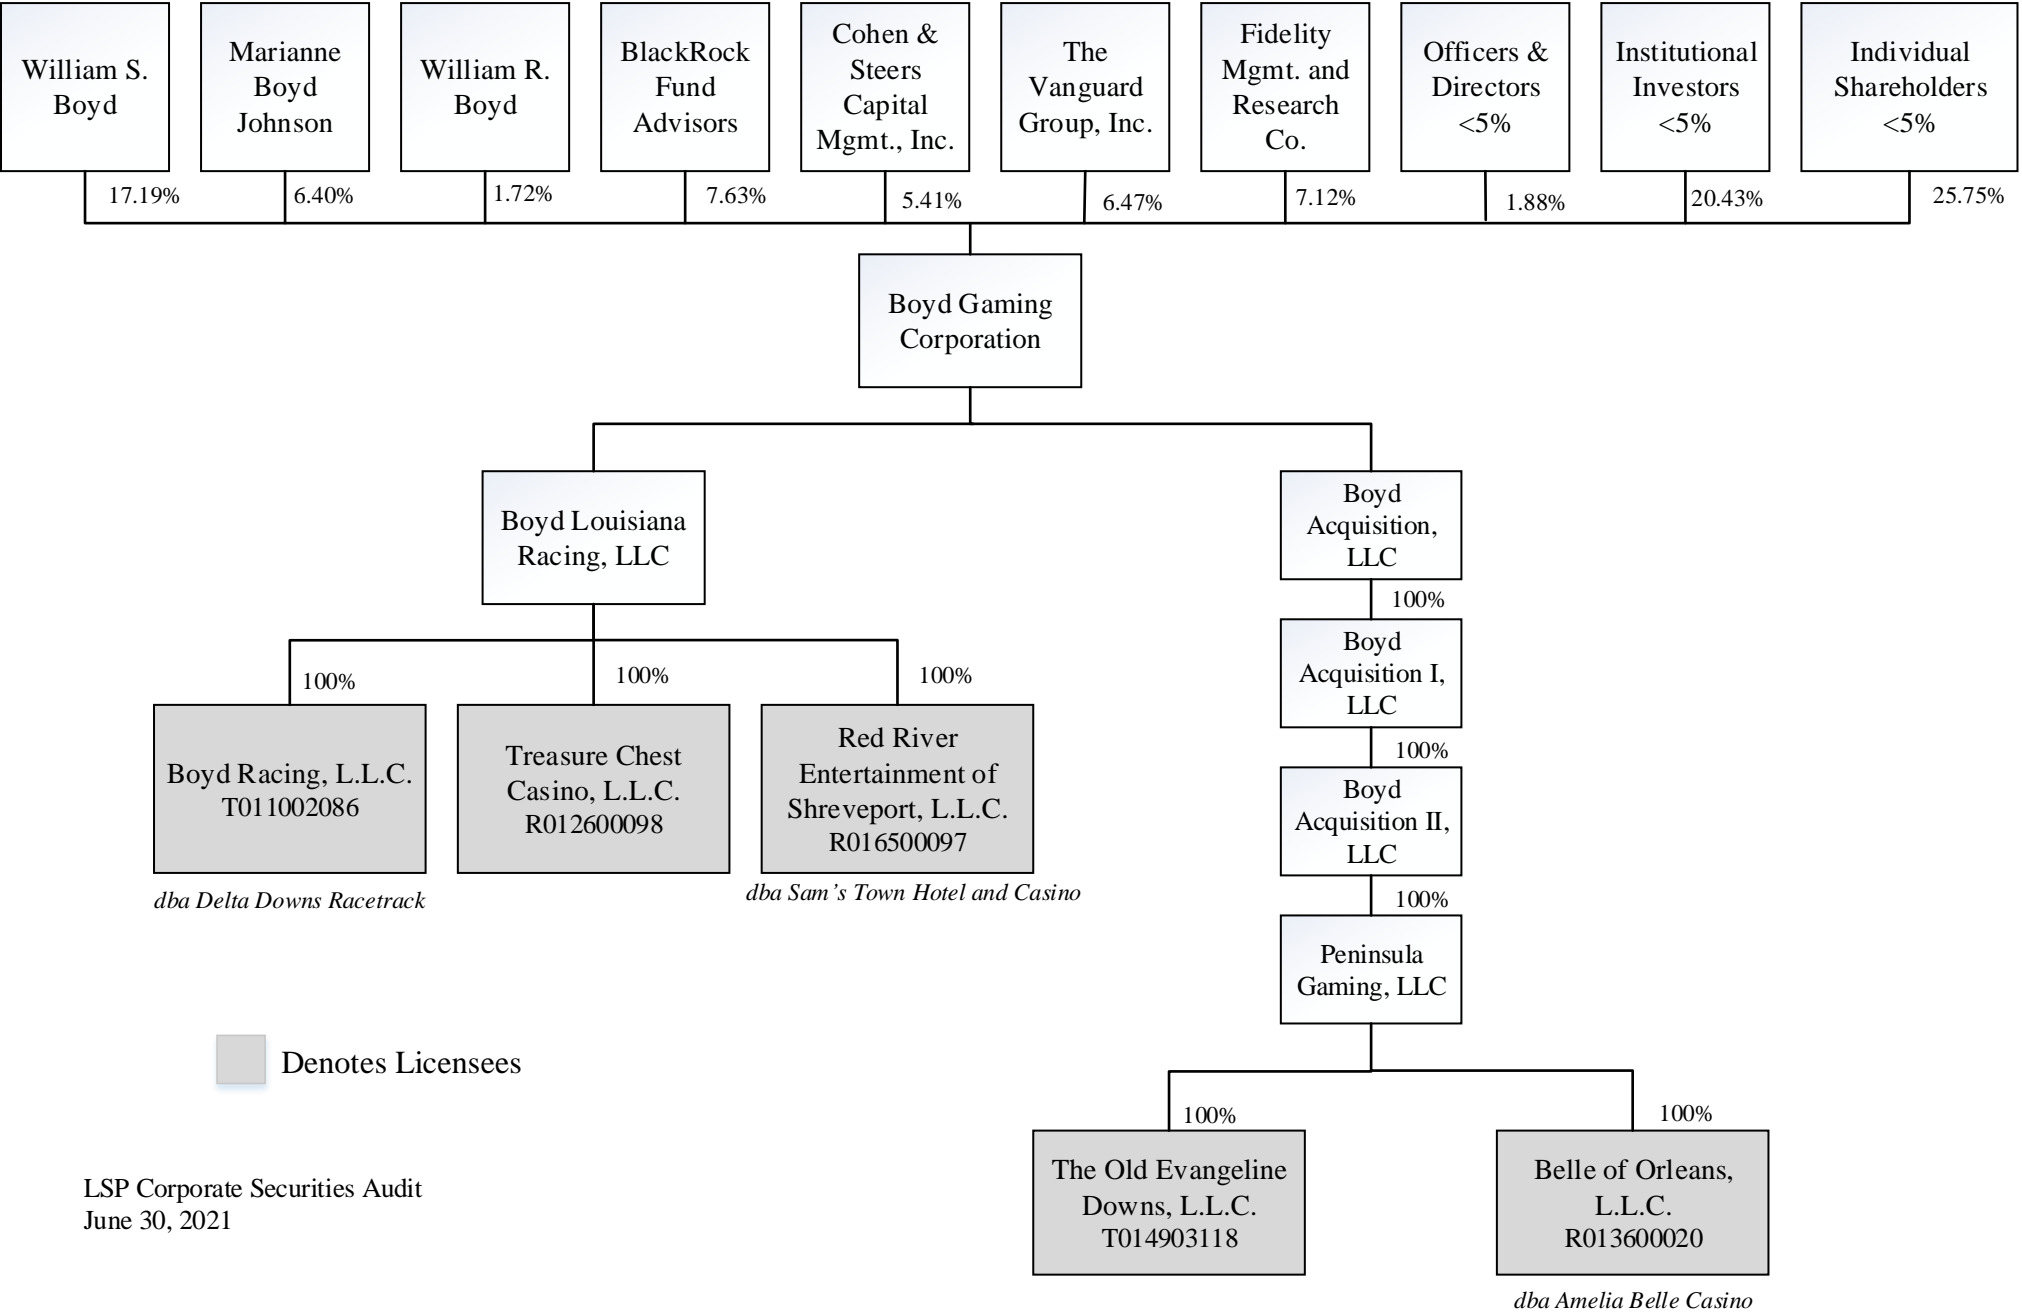 William S.
Boyd
Marianne
Boyd
Johnson
William R.
Boyd
BlackRock
Fund
Advisors
Cohen &
Steers
Capital
Mgmt., Inc.
The
Vanguard
Group, Inc.
Fidelity
Mgmt. and
Research
Co.
Officers &
Directors
<5%
Institutional
Investors
<5%
Individual
Shareholders
<5%
17.19%
6.40%
1.72%
7.63%
5.41%
6.47%
7.12%
1.88%
20.43%
25.75%
Boyd Gaming
Corporation
Boyd Louisiana
Racing, LLC
100%
100%
100%
Boyd Racing, L.L.C.
T011002086
dba Delta Downs Racetrack
Treasure Chest
Casino, L.L.C.
R012600098
Red River
Entertainment of
Shreveport, L.L.C.
R016500097
dba Sam's Town Hotel and Casino
Boyd
Acquisition,
LLC
100%
Boyd
Acquisition I,
LLC
100%
Boyd
Acquisition II,
LLC
100%
Peninsula
Gaming, LLC
100%
100%
The Old Evangeline
Downs, L.L.C.
T014903118
Belle of Orleans,
L.L.C.
R013600020
dba Amelia Belle Casino
Denotes Licensees
LSP Corporate Securities Audit
June 30, 2021